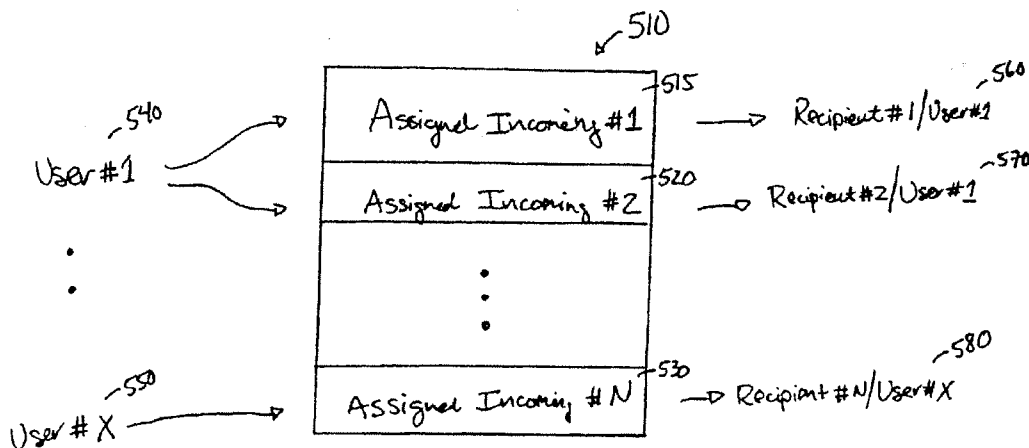 510
540
User #1
515
Assigned Incoming #1
560
Recipient #1/User #1
520
Assigned Incoming #2
570
Recipient #2/User #1
550
User # X
530
Assigned Incoming # N
580
Recipient # N/User # X